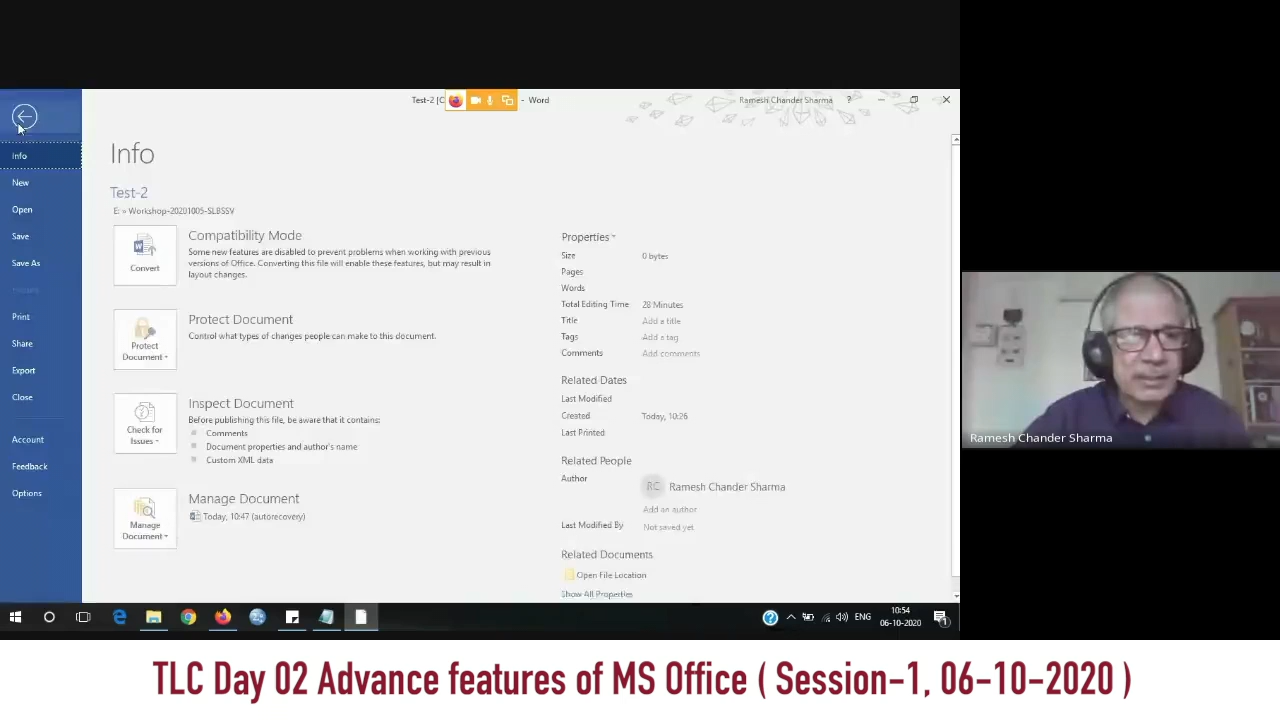 Test-2 [C
- Word
Ramesh Chander Sharma
?
Info
New
Open
Save
Save As
Print
Share
Export
Close
Account
Feedback
Options
Info
Test-2
E: » Workshop-20201005-SLBSSV
Convert
Compatibility Mode
Some new features are disabled to prevent problems when working with previous
versions of Office. Converting this file will enable these features, but may result in
layout changes.
Protect
Document
Protect Document
Control what types of changes people can make to this document.
Check for
Issues
Inspect Document
Before publishing this file, be aware that it contains:
Comments
Document properties and author's name
Custom XML data
Manage
Document
Manage Document
Today, 10:47 (autorecovery)
Properties
Size 0 bytes
Pages
Words
Total Editing Time 28 Minutes
Title Add a title
Tags Add a tag
Comments Add comments
Related Dates
Last Modified
Created Today, 10:26
Last Printed
Related People
Author RC Ramesh Chander Sharma
Add an author
Last Modified By Not saved yet
Related Documents
Open File Location
Show All Properties
Ramesh Chander Sharma
ENG
10:54
06-10-2020
1
TLC Day 02 Advance features of MS Office ( Session-1, 06-10-2020 )